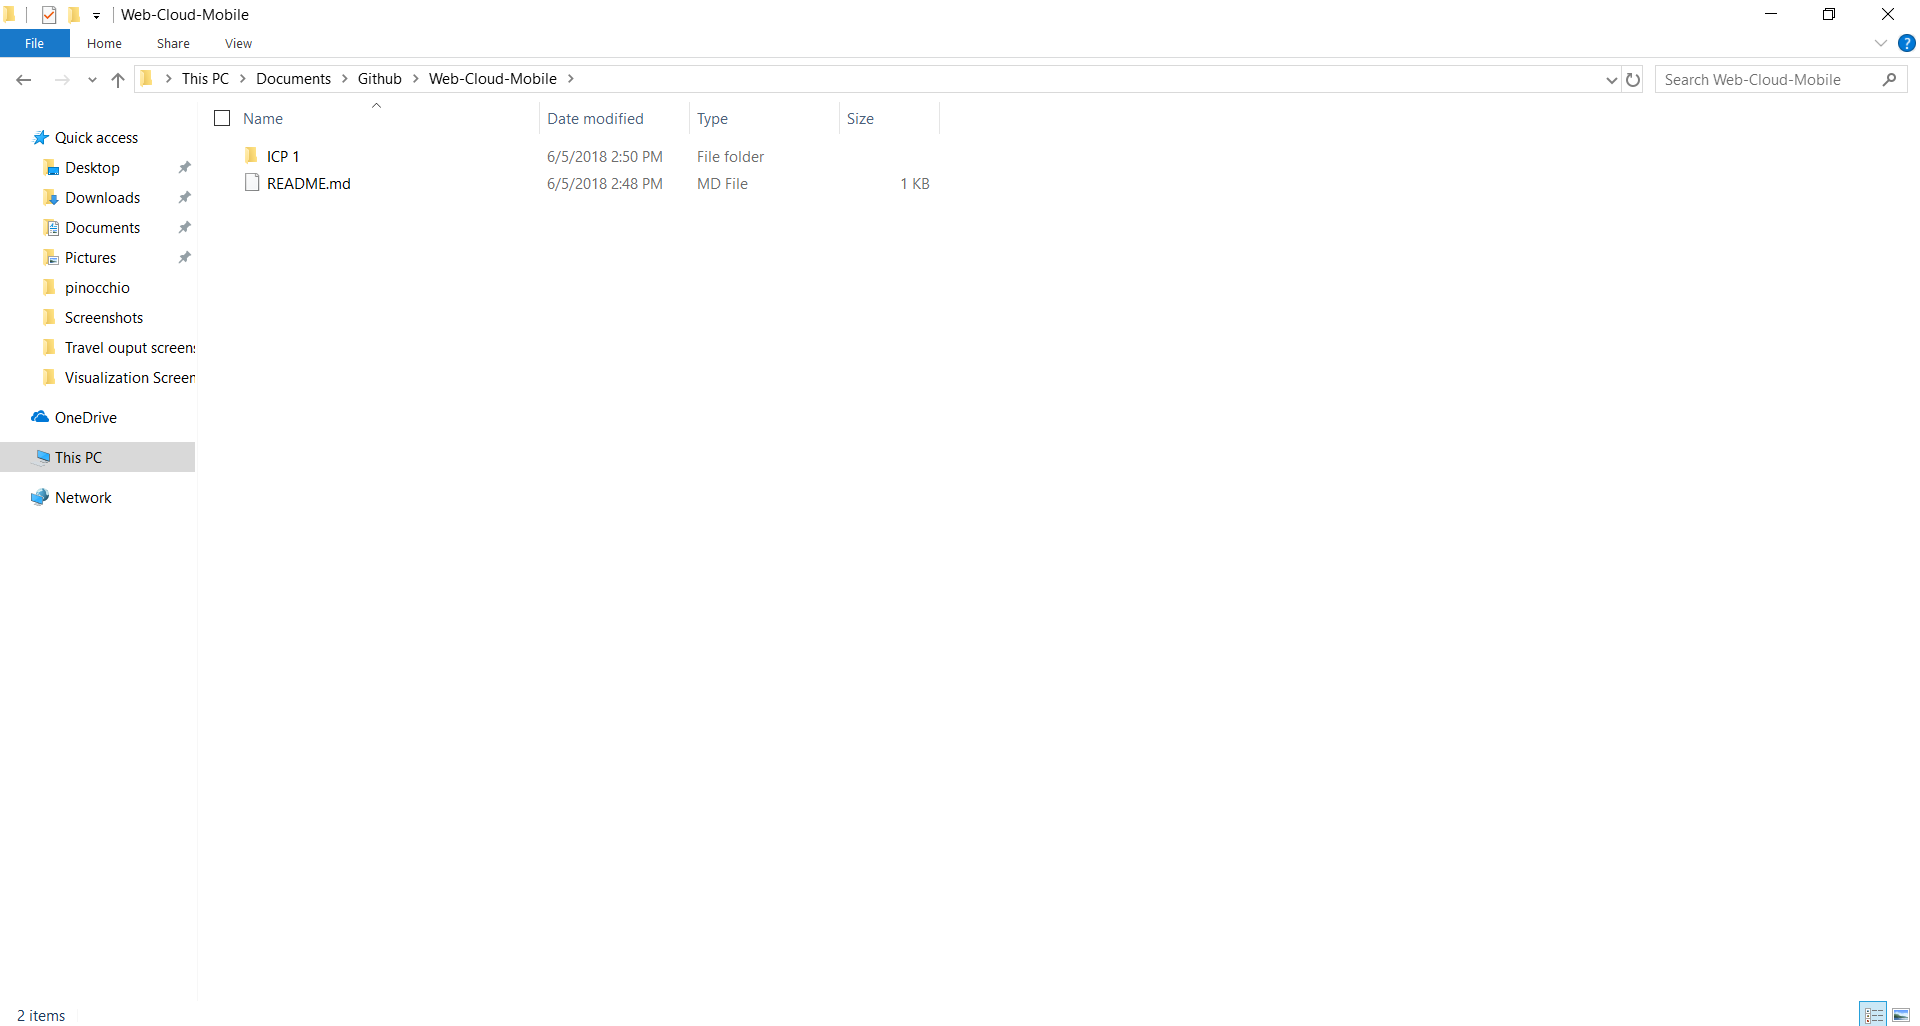 Web-Cloud-Mobile
File Home Share View
This PC Documents Github Web-Cloud-Mobile Search Web-Cloud-Mobile
Name Date modified Type Size
ICP 1 6/5/2018 2:50 PM File folder
README.md 6/5/2018 2:48 PM MD File 1 KB
Quick access
Desktop
Downloads
Documents
Pictures
pinocchio
Screenshots
Travel ouput screens
Visualization Screen
OneDrive
This PC
Network
2 items